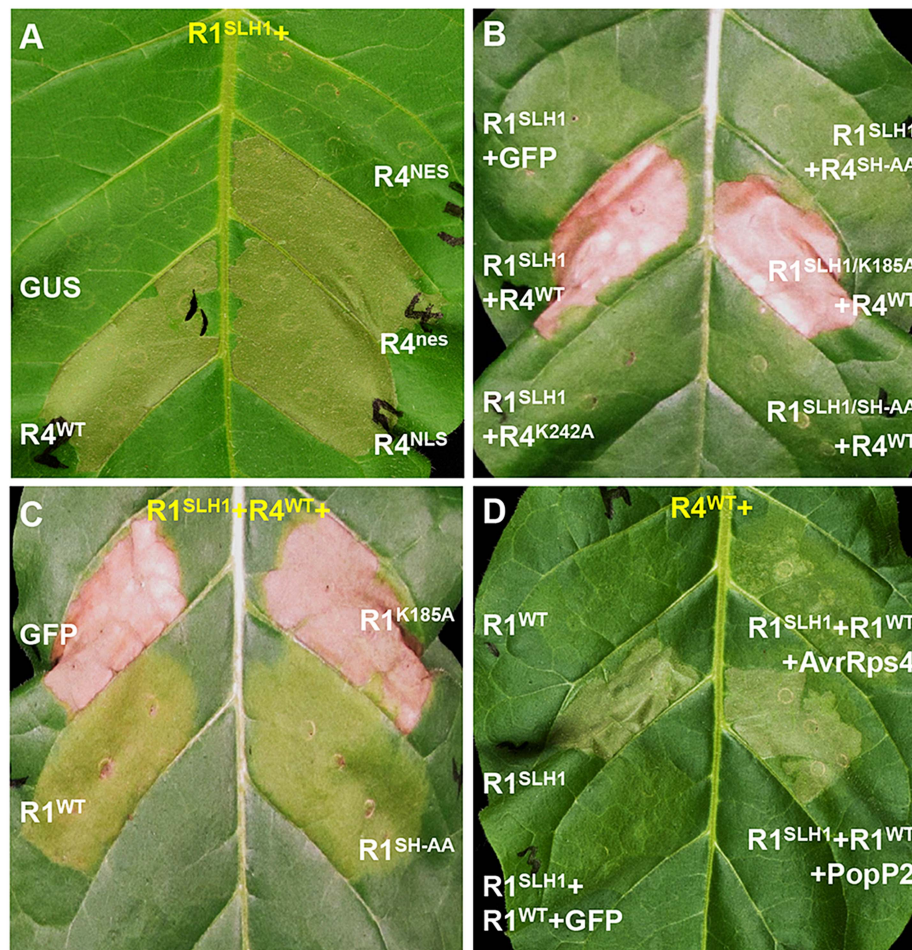 A
R1SLH1+
R4NES
GUS
R4nes
R4WT
R4NLS
B
R1SLH1
+GFP
R1SLH1
+R4SH-AA
R1SLH1
+R4WT
R1SLH1/K185A
+R4WT
R1SLH1
+R4K242A
R1SLH1/SH-AA
+R4WT
C
R1SLH1+R4WT+
GFP
R1K185A
R1WT
R1SH-AA
D
R4WT+
R1WT
R1SLH1+R1WT
+AvrRps4
R1SLH1
R1SLH1+R1WT
+PopP2
R1SLH1+
R1WT+GFP